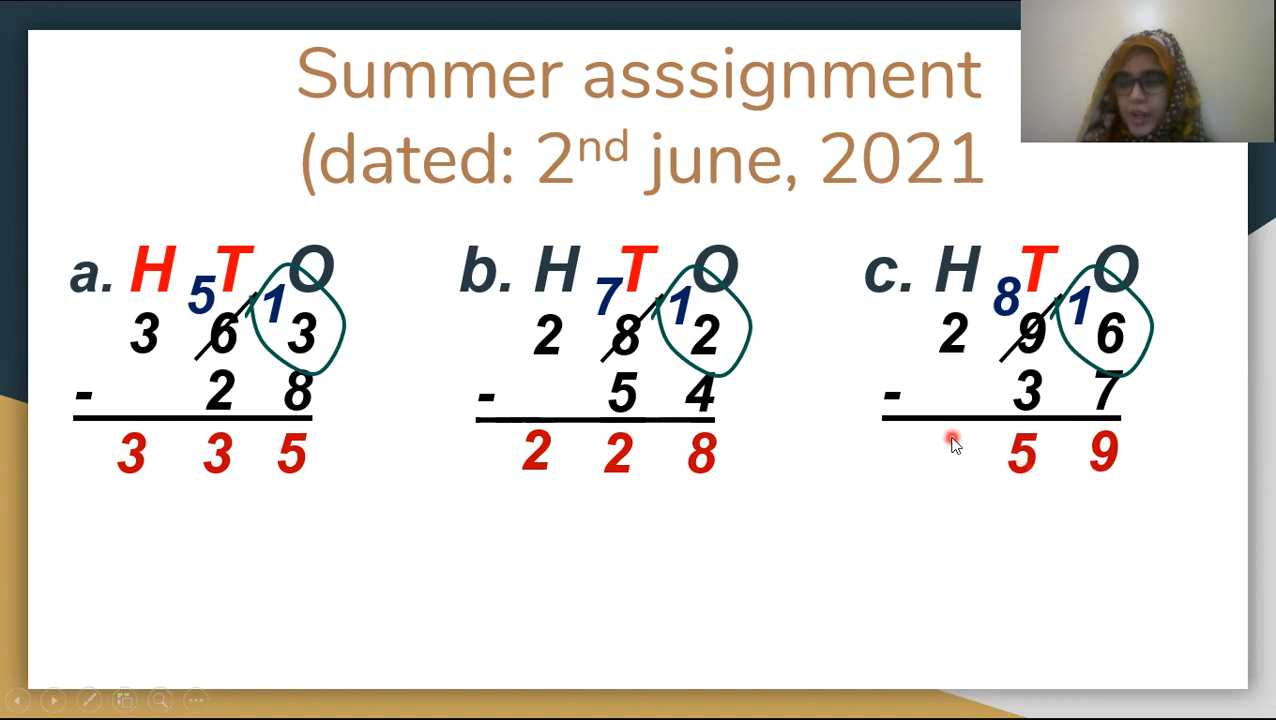 Summer asssignment
(dated: 2nd june, 2021
a. H T O
5 1
3 6 3
- 2 8
3 3 5
b. H T O
7 1
2 8 2
- 5 4
2 2 8
c. H T O
8 1
2 9 6
- 3 7
5 9